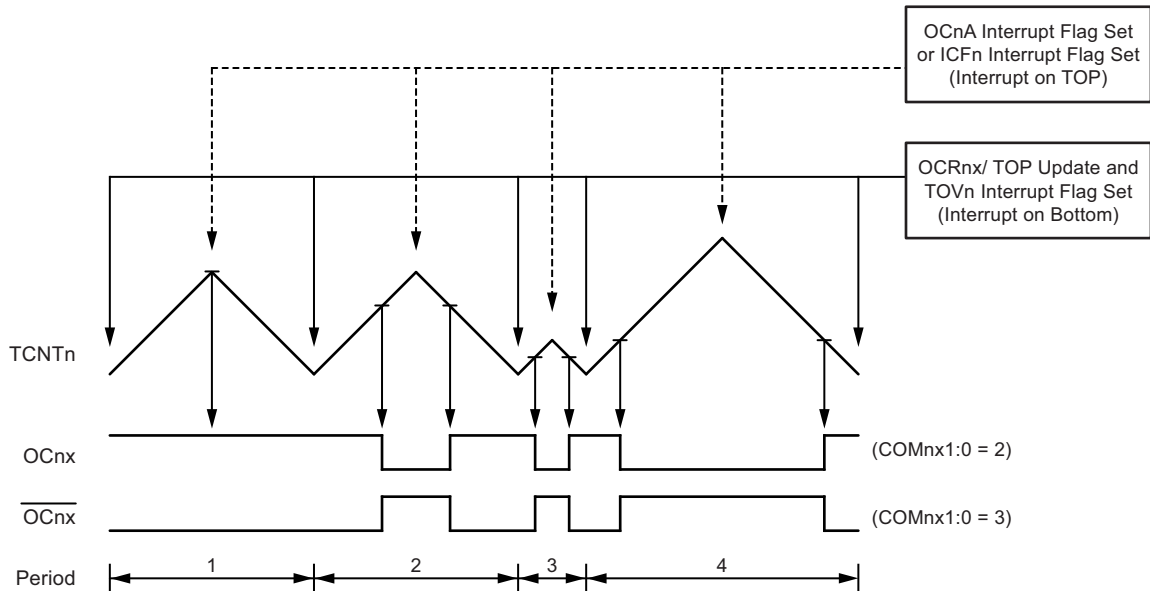 OCnA Interrupt Flag Set
or ICFn Interrupt Flag Set
(Interrupt on TOP)
OCRnx/ TOP Update and
TOVn Interrupt Flag Set
(Interrupt on Bottom)
TCNTn
OCnx
(COMnx1:0 = 2)
OCnx
(COMnx1:0 = 3)
Period
1
2
3
4